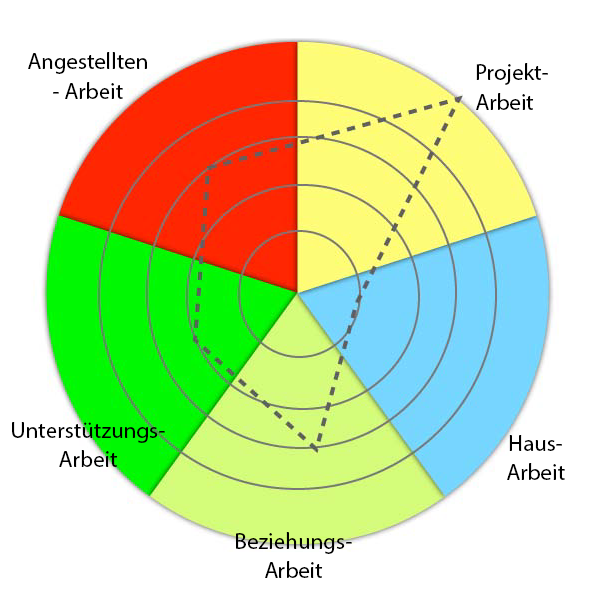 Angestellten
- Arbeit
Projekt-
Arbeit
Unterstützungs-
Arbeit
Haus-
Arbeit
Beziehungs-
Arbeit